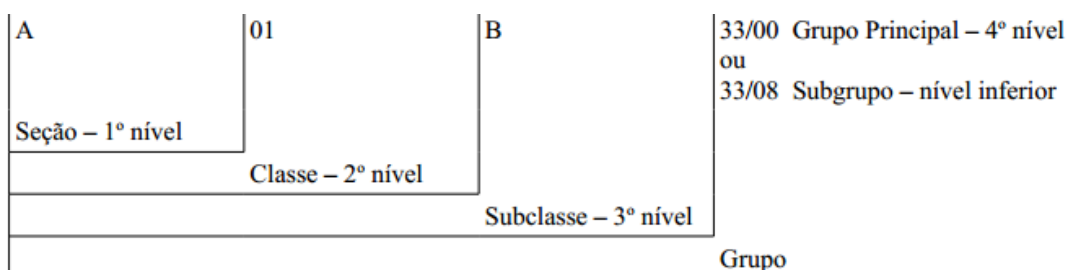 A 01 B 33/00 Grupo Principal – 4º nível
ou
33/08 Subgrupo – nível inferior
Seção – 1º nível
Classe – 2º nível
Subclasse – 3º nível
Grupo